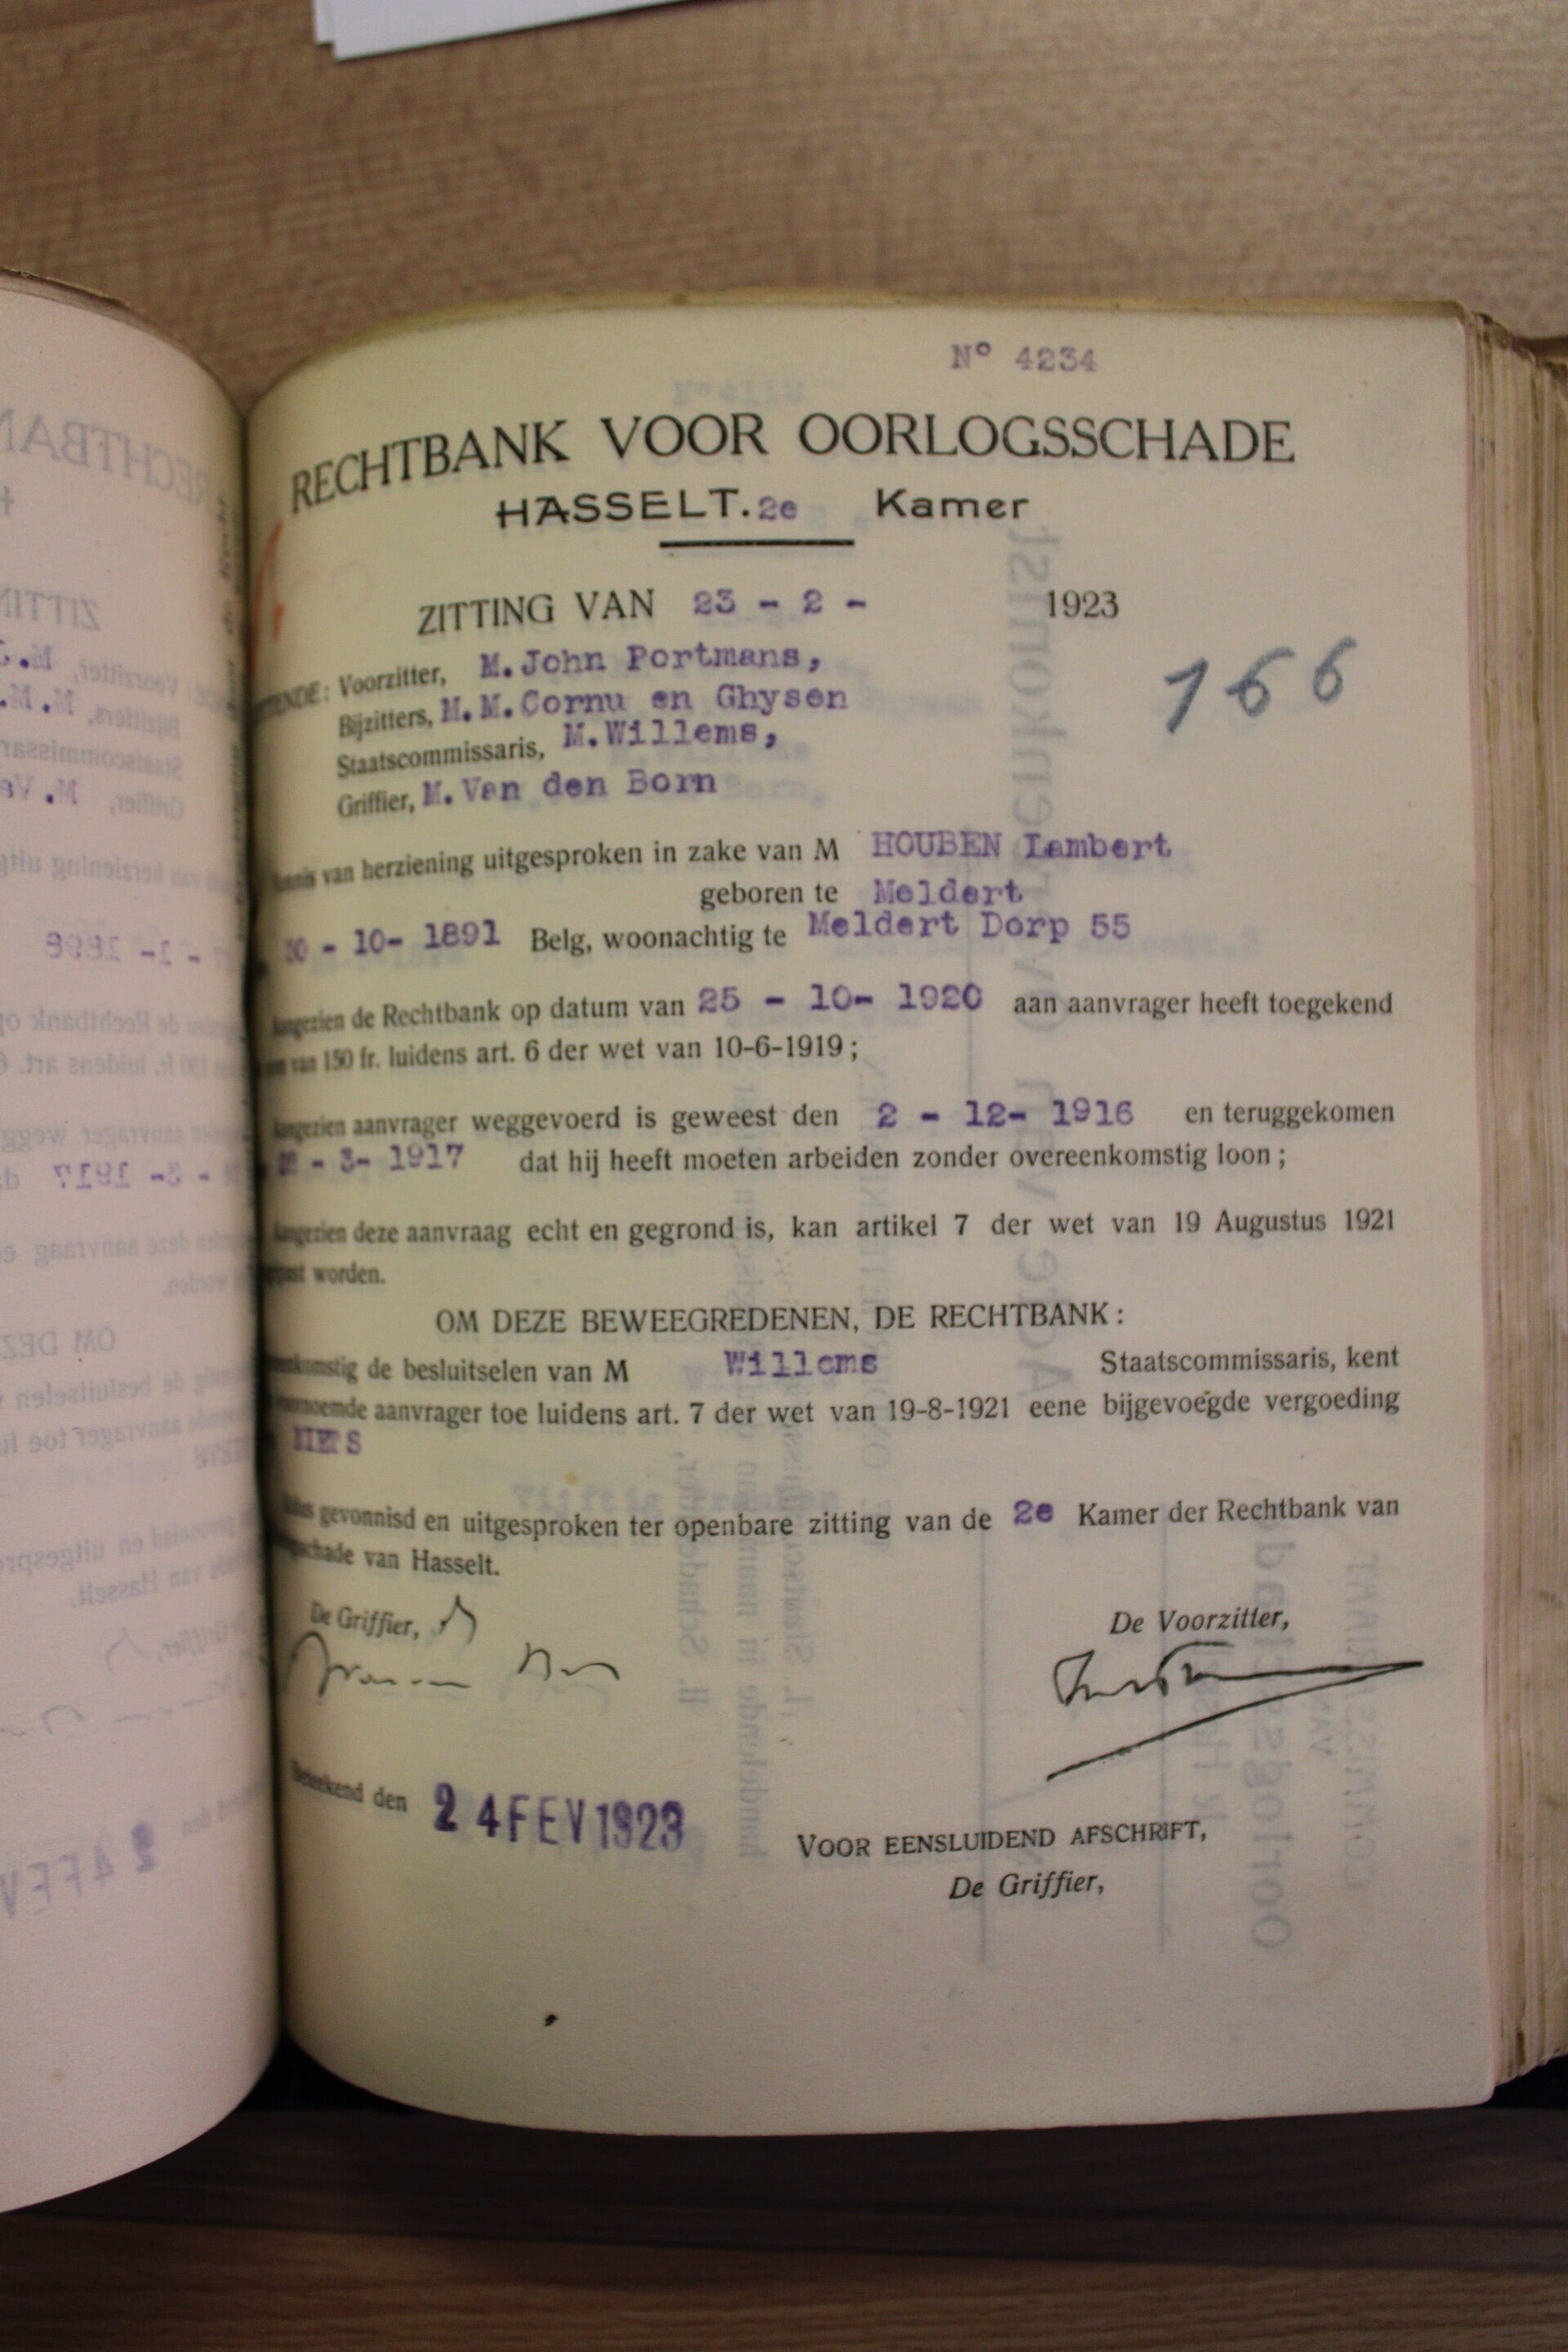 Nº 4234
RECHTBANK VOOR OORLOGSSCHADE
HASSELT. 2e Kamer
ZITTING VAN 23 - 2 - 1923
166
Voorzitter, M. John Portmans,
Bijzitters, M. M. Cornu en Ghysen
Staatscommissaris, M. Willems,
Griffier, M. Van den Born
van herziening uitgesproken in zake van M HOUBEN Lambert
geboren te Meldert
- 10- 1891 Belg, woonachtig te Meldert Dorp 55
de Rechtbank op datum van 25 - 10- 1920 aan aanvrager heeft toegekend
van 150 fr. luidens art. 6 der wet van 10-6-1919 ;
aanvrager weggevoerd is geweest den 2 - 12- 1916 en teruggekomen
- 3- 1917 dat hij heeft moeten arbeiden zonder overeenkomstig loon ;
deze aanvraag echt en gegrond is, kan artikel 7 der wet van 19 Augustus 1921
worden.
OM DEZE BEWEEGREDENEN, DE RECHTBANK :
de besluitselen van M Willems Staatscommissaris, kent
aanvrager toe luidens art. 7 der wet van 19-8-1921 eene bijgevoegde vergoeding
gevonnisd en uitgesproken ter openbare zitting van de 2e Kamer der Rechtbank van
van Hasselt.
De Griffier,
De Voorzitter,
den 24 FEV 1923
VOOR EENSLUIDEND AFSCHRIFT,
De Griffier,